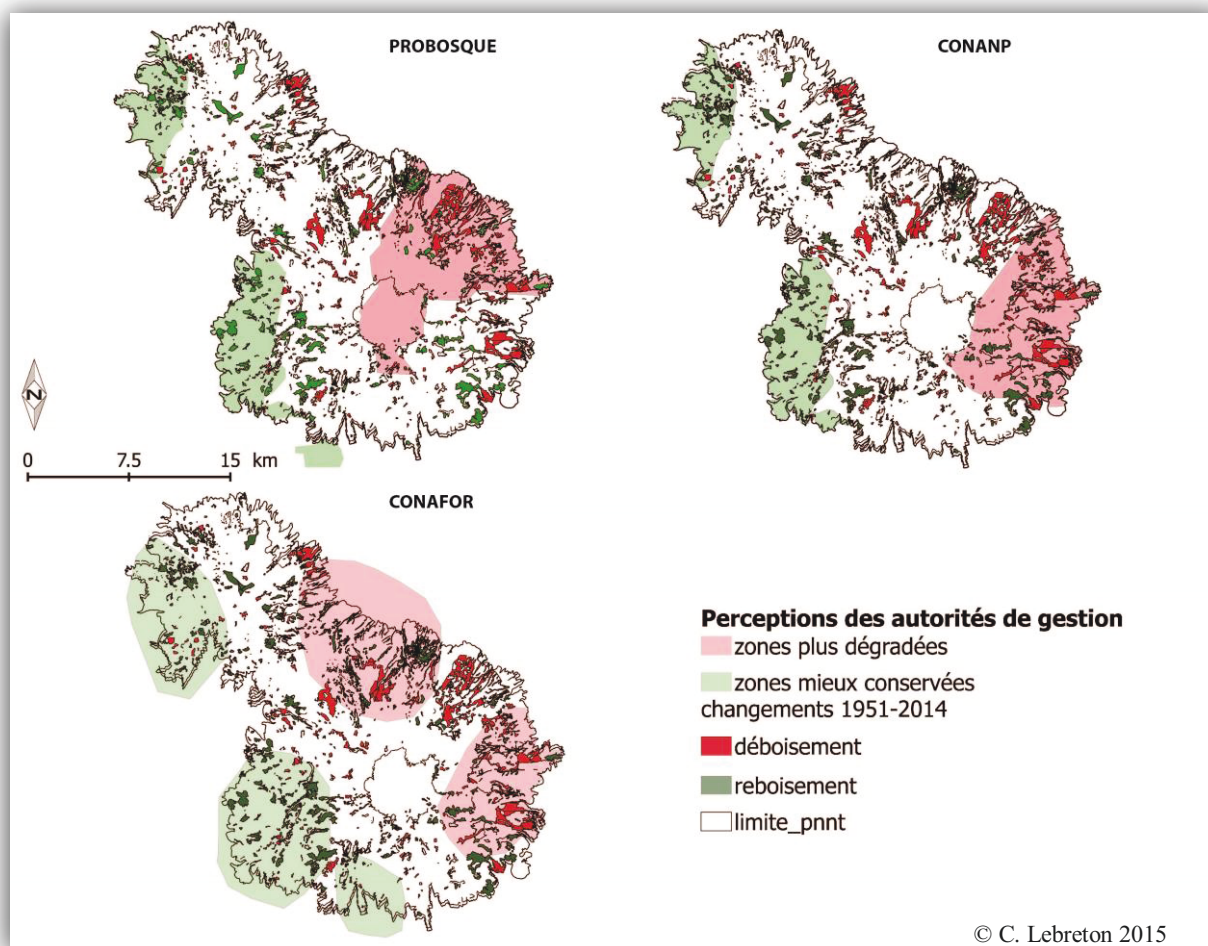 PROBOSQUE
CONANP
N
0 7.5 15 km
CONAFOR
Perceptions des autorités de gestion
zones plus dégradées
zones mieux conservées
changements 1951-2014
déboisement
reboisement
limite_pnnt
© C. Lebreton 2015